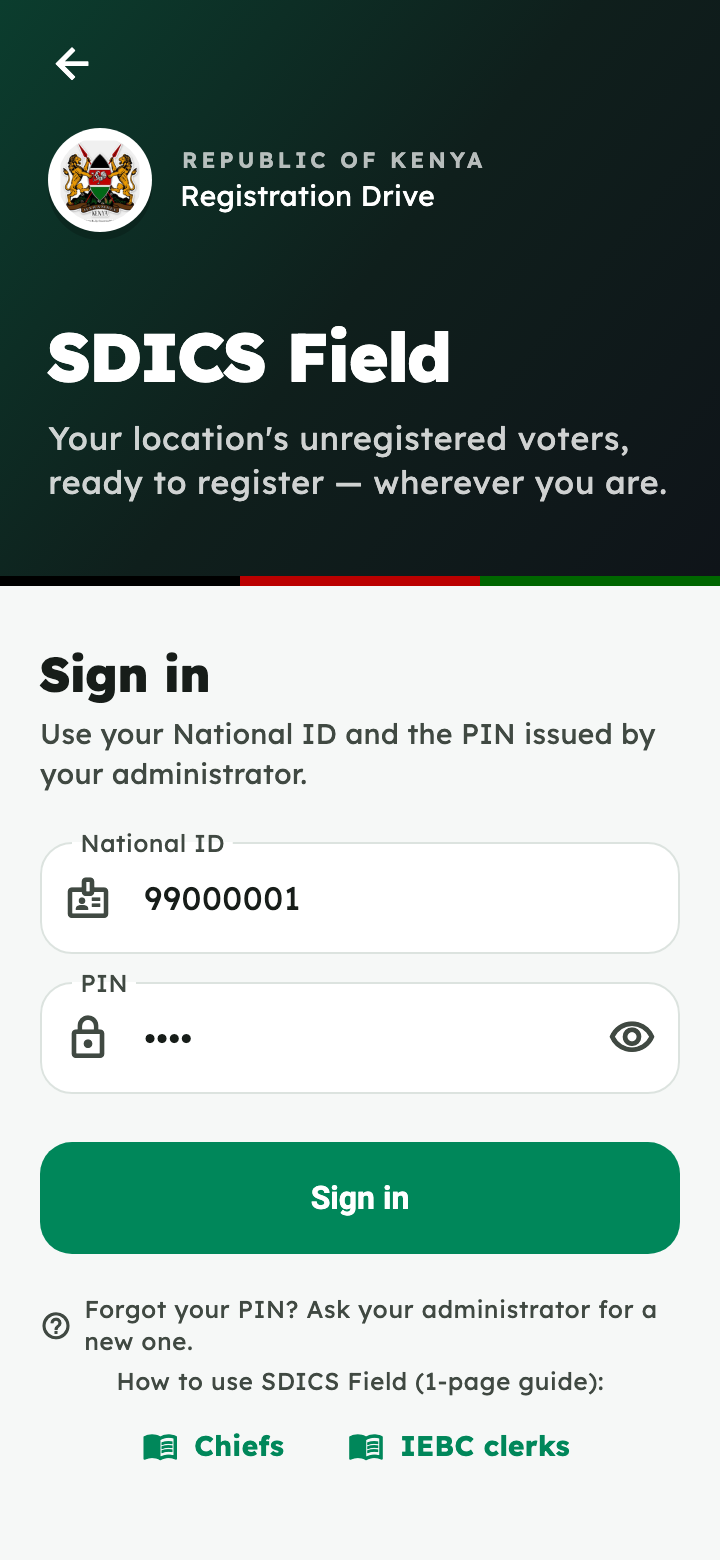 REPUBLIC OF KENYA
Registration Drive
SDICS Field
Your location's unregistered voters,
ready to register — wherever you are.
Sign in
Use your National ID and the PIN issued by
your administrator.
National ID
99000001
PIN
••••
Sign in
Forgot your PIN? Ask your administrator for a
new one.
How to use SDICS Field (1-page guide):
Chiefs
IEBC clerks